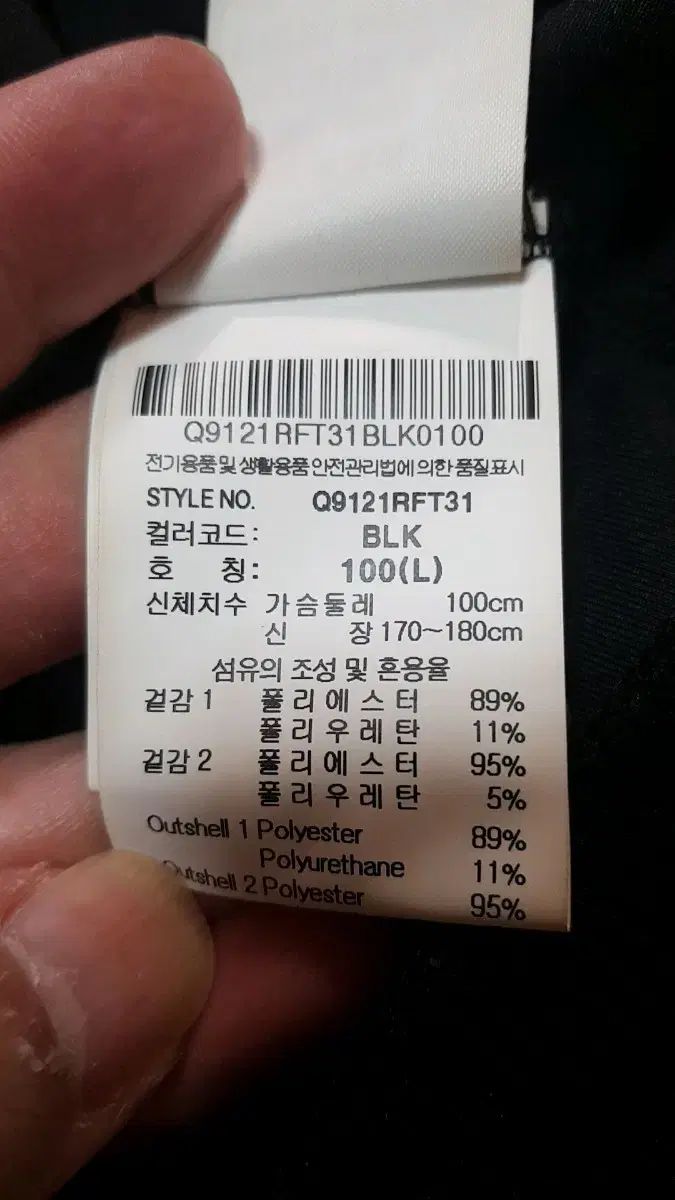 Q9121RFT31BLK0100
전기용품 및 생활용품 안전관리법에 의한 품질표시
STYLE NO. Q9121RFT31
컬러코드: BLK
호 칭: 100(L)
신체치수 가슴둘레 100cm
신 장 170~180cm
섬유의 조성 및 혼용율
겉감 1 폴리에스터 89%
폴리우레탄 11%
겉감 2 폴리에스터 95%
폴리우레탄 5%
Outshell 1 Polyester 89%
Polyurethane 11%
Outshell 2 Polyester 95%